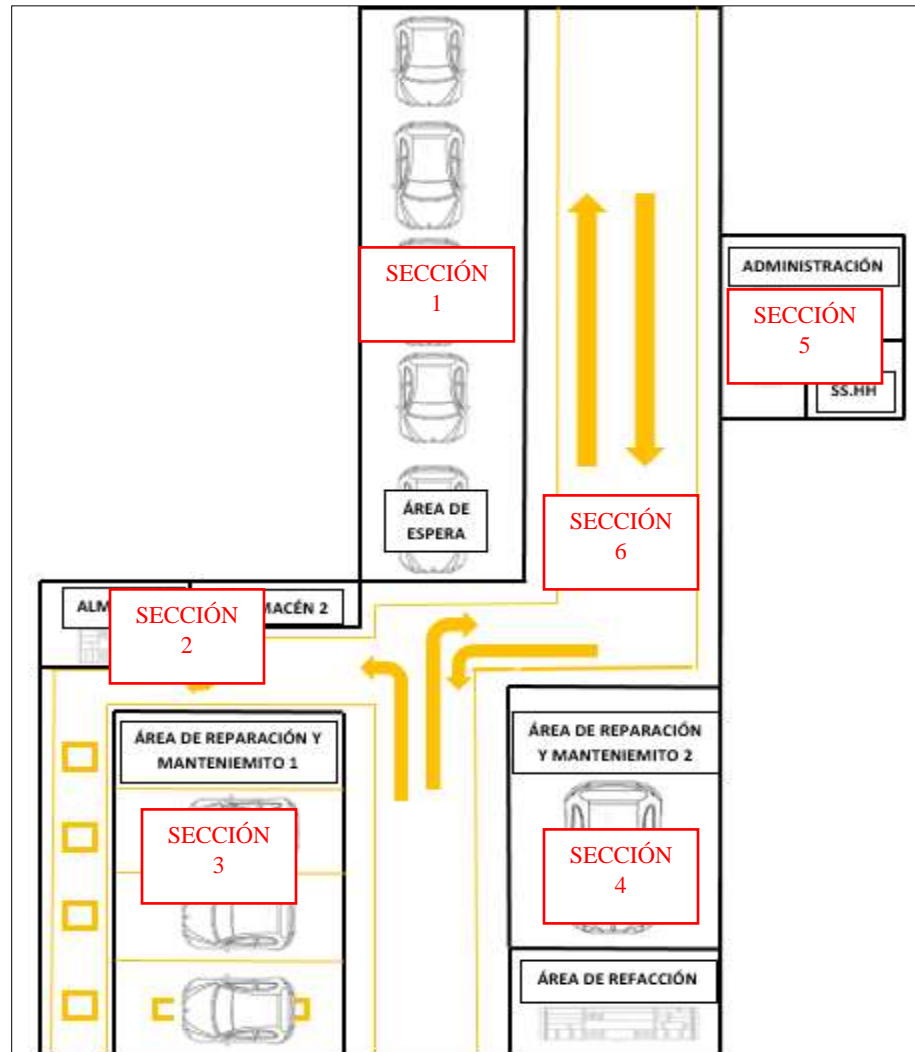 SECCIÓN
1
ADMINISTRACIÓN
SECCIÓN
5
SS.HH
ÁREA DE
ESPERA
SECCIÓN
6
ALM
SECCIÓN
2
MACÉN 2
ÁREA DE REPARACIÓN Y
MANTENIEMITO 1
ÁREA DE REPARACIÓN
Y MANTENIEMITO 2
SECCIÓN
3
SECCIÓN
4
ÁREA DE REFACCIÓN